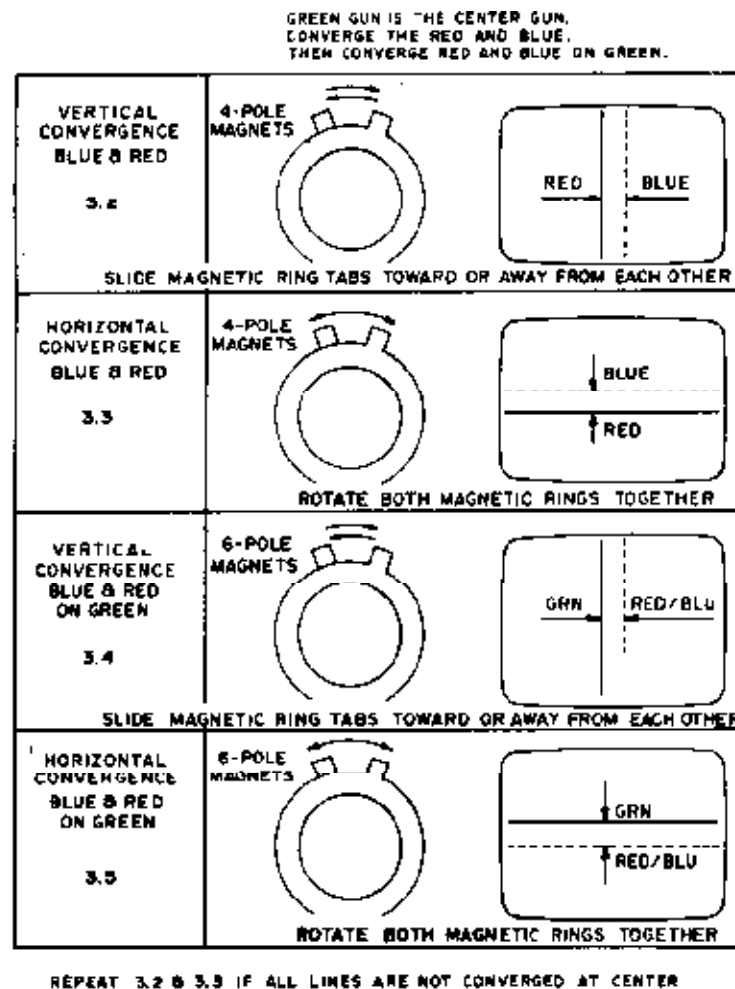 GREEN GUN IS THE CENTER GUN.
CONVERGE THE RED AND BLUE.
THEN CONVERGE RED AND BLUE ON GREEN.
VERTICAL
CONVERGENCE
BLUE & RED
3.2
4-POLE
MAGNETS
RED
BLUE
SLIDE MAGNETIC RING TABS TOWARD OR AWAY FROM EACH OTHER
HORIZONTAL
CONVERGENCE
BLUE & RED
3.3
4-POLE
MAGNETS
BLUE
RED
ROTATE BOTH MAGNETIC RINGS TOGETHER
VERTICAL
CONVERGENCE
BLUE & RED
ON GREEN
3.4
6-POLE
MAGNETS
GRN
RED/BLU
SLIDE MAGNETIC RING TABS TOWARD OR AWAY FROM EACH OTHER
HORIZONTAL
CONVERGENCE
BLUE & RED
ON GREEN
3.5
6-POLE
MAGNETS
GRN
RED/BLU
ROTATE BOTH MAGNETIC RINGS TOGETHER
REPEAT 3.2 & 3.3 IF ALL LINES ARE NOT CONVERGED AT CENTER